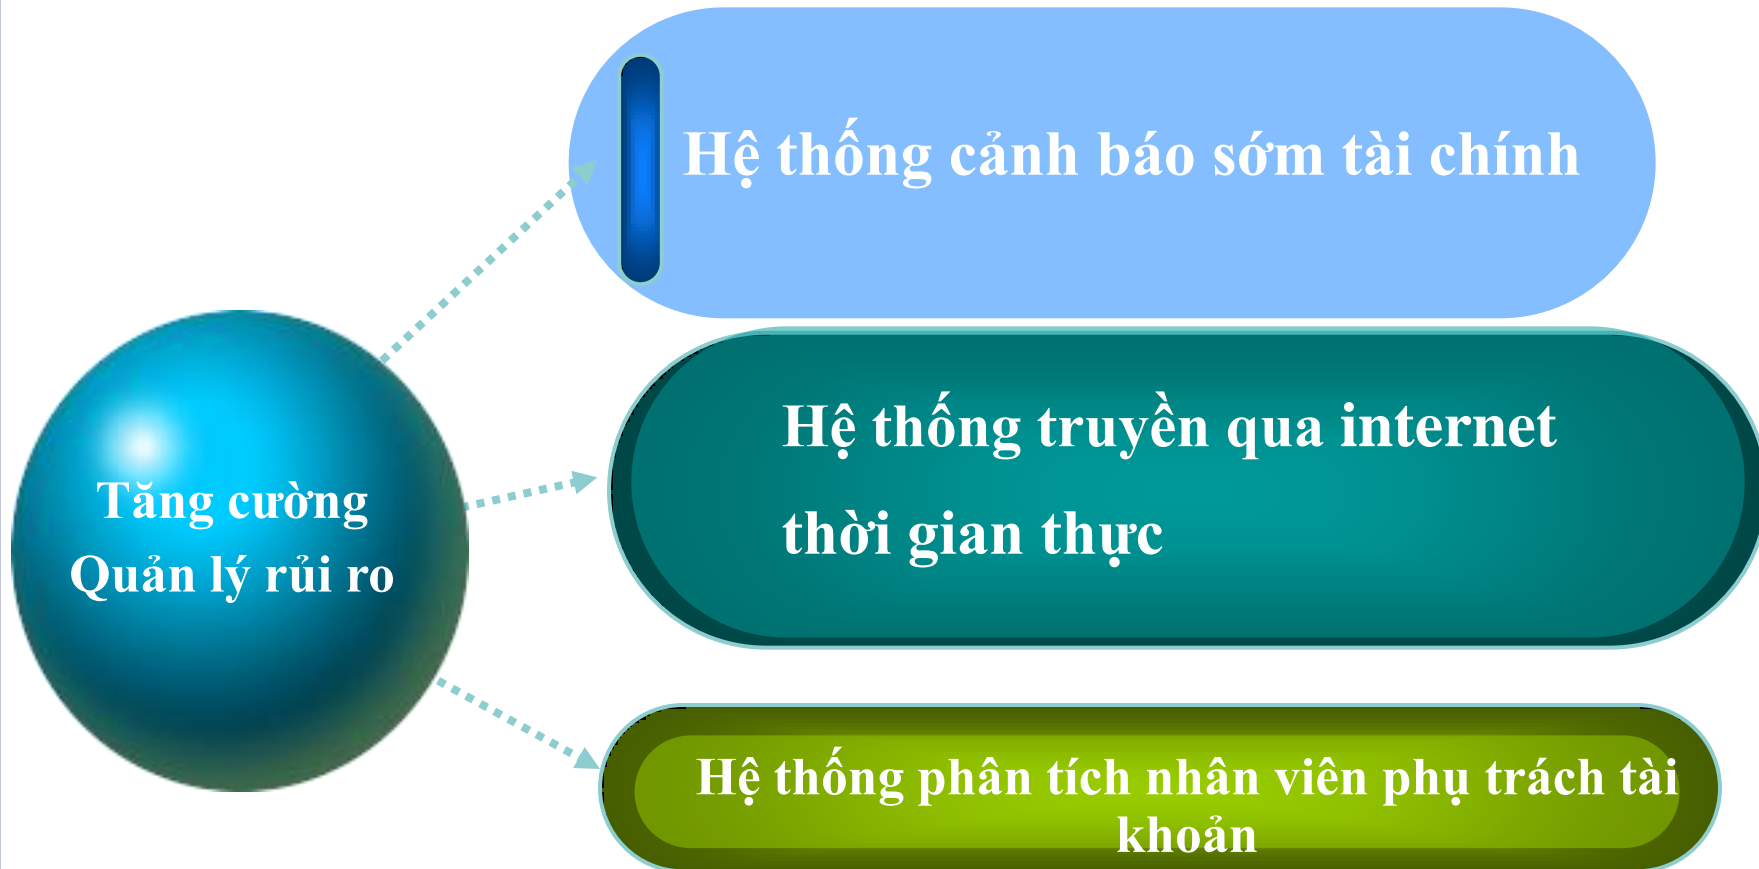 Hệ thống cảnh báo sớm tài chính
Hệ thống truyền qua internet
thời gian thực
Tăng cường
Quản lý rủi ro
Hệ thống phân tích nhân viên phụ trách tài
khoản